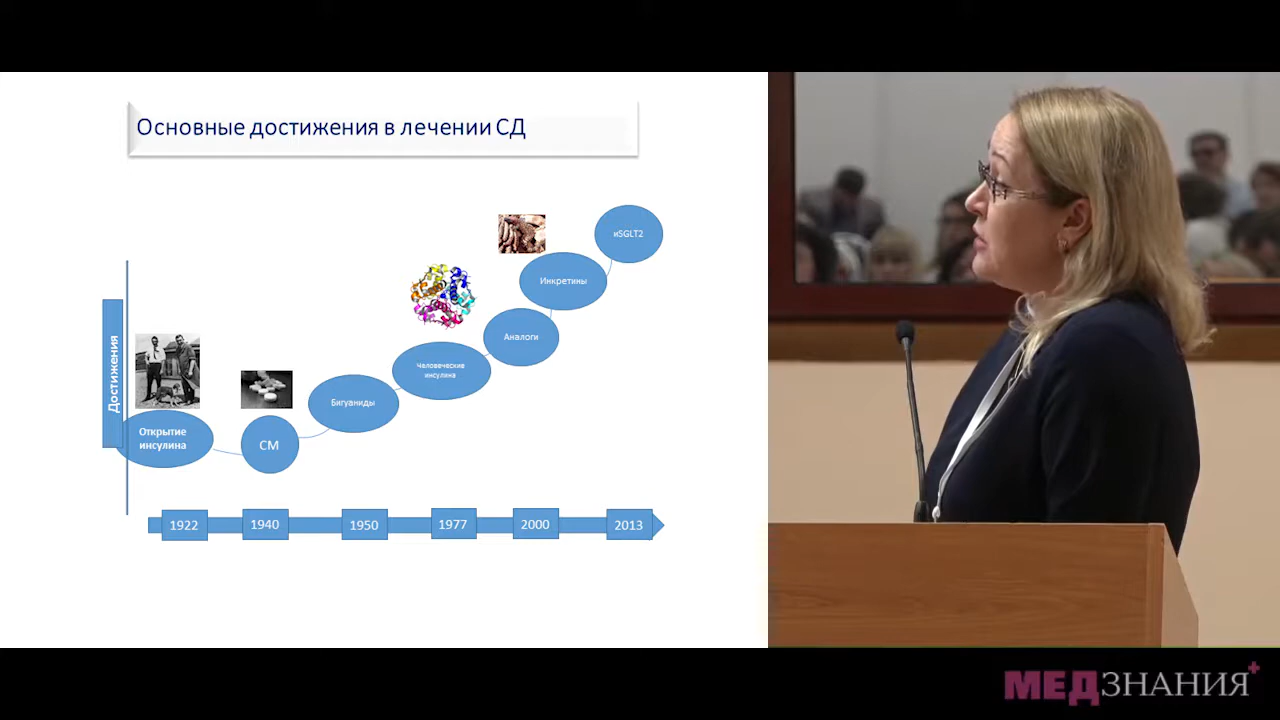 Основные достижения в лечении СД
иSGLT2
Инкретины
Аналоги
Человеческие
инсулина
Бигуаниды
Достижения
Открытие
инсулина
СМ
1922
1940
1950
1977
2000
2013
МЕДЗНАНИЯ+